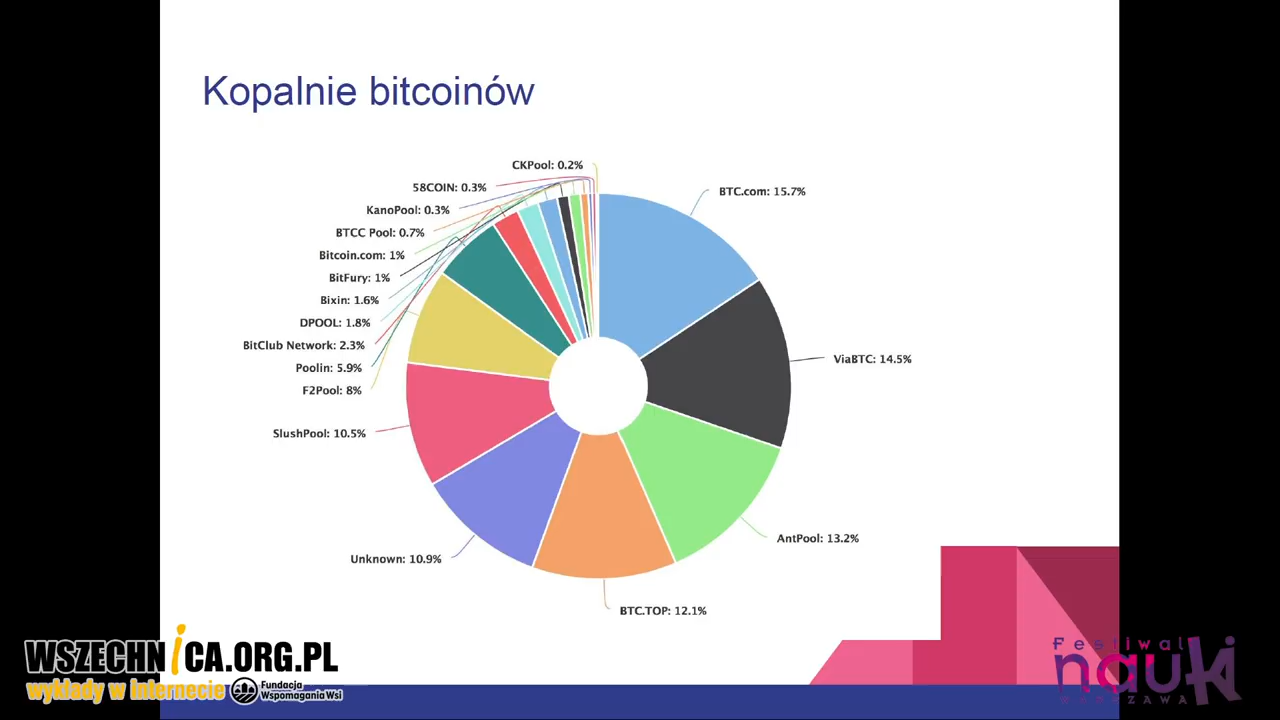 Kopalnie bitcoinów
CKPool: 0.2%
58COIN: 0.3%
KanoPool: 0.3%
BTCC Pool: 0.7%
Bitcoin.com: 1%
BitFury: 1%
Bixin: 1.6%
DPOOL: 1.8%
BitClub Network: 2.3%
Poolin: 5.9%
F2Pool: 8%
SlushPool: 10.5%
Unknown: 10.9%
BTC.com: 15.7%
ViaBTC: 14.5%
AntPool: 13.2%
BTC.TOP: 12.1%
WSZECHNiCA.ORG.PL
wykłady w Internecie
Fundacja
Wspomagania Wsi
Festiwal
nauki
WARSZAWA